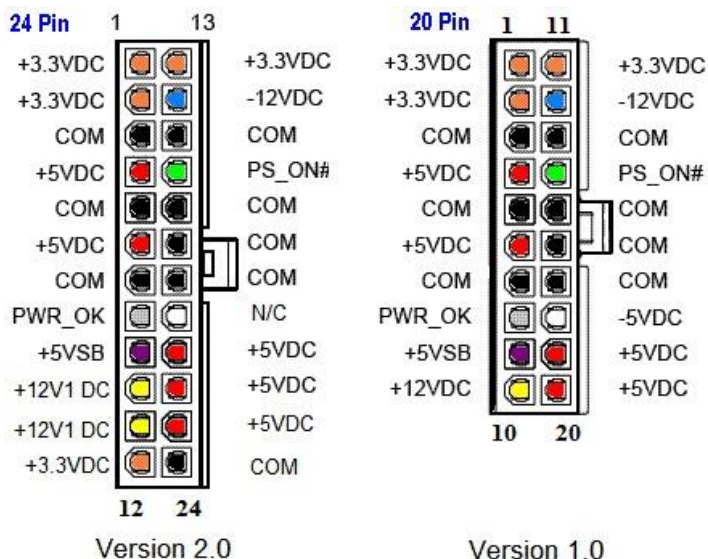 24 Pin 1 13
+3.3VDC +3.3VDC
+3.3VDC -12VDC
COM COM
+5VDC PS_ON#
COM COM
+5VDC COM
COM COM
PWR_OK N/C
+5VSB +5VDC
+12V1 DC +5VDC
+12V1 DC +5VDC
+3.3VDC COM
12 24
Version 2.0
20 Pin 1 11
+3.3VDC +3.3VDC
+3.3VDC -12VDC
COM COM
+5VDC PS_ON#
COM COM
+5VDC COM
COM COM
PWR_OK -5VDC
+5VSB +5VDC
+12VDC +5VDC
10 20
Version 1.0